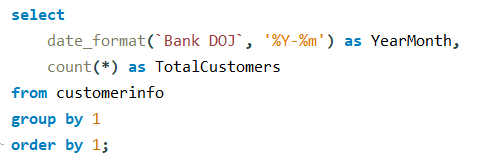 select
    date_format(`Bank DOJ`, '%Y-%m') as YearMonth,
    count(*) as TotalCustomers
from customerinfo
group by 1
order by 1;